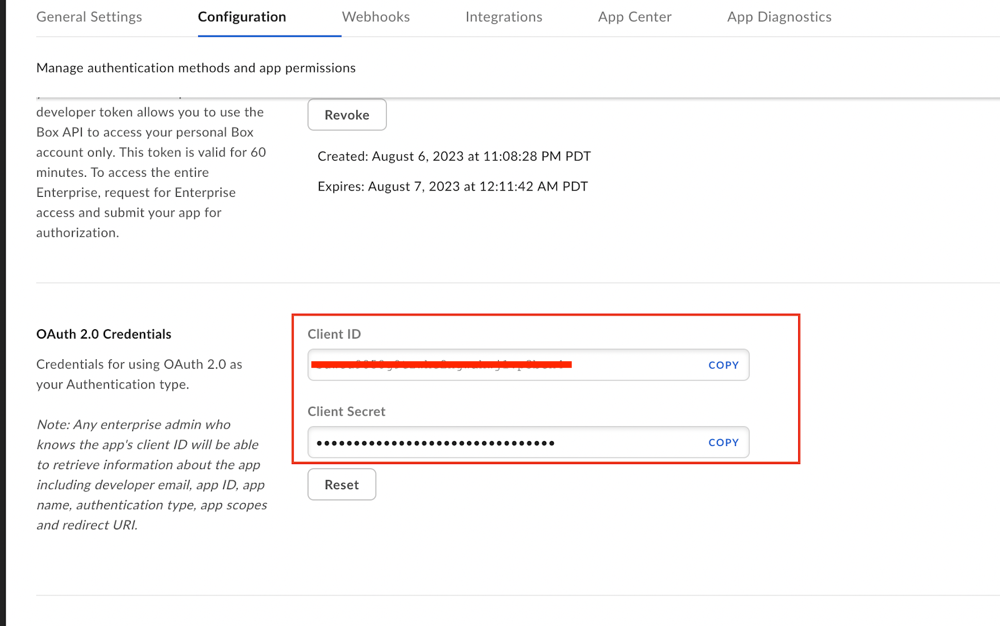 General Settings Configuration Webhooks Integrations App Center App Diagnostics
Manage authentication methods and app permissions
developer token allows you to use the
Box API to access your personal Box
account only. This token is valid for 60
minutes. To access the entire
Enterprise, request for Enterprise
access and submit your app for
authorization.
Revoke
Created: August 6, 2023 at 11:08:28 PM PDT
Expires: August 7, 2023 at 12:11:42 AM PDT
OAuth 2.0 Credentials
Credentials for using OAuth 2.0 as
your Authentication type.
Note: Any enterprise admin who
knows the app's client ID will be able
to retrieve information about the app
including developer email, app ID, app
name, authentication type, app scopes
and redirect URI.
Client ID
COPY
Client Secret
••••••••••••••••••••••••••••••••
COPY
Reset